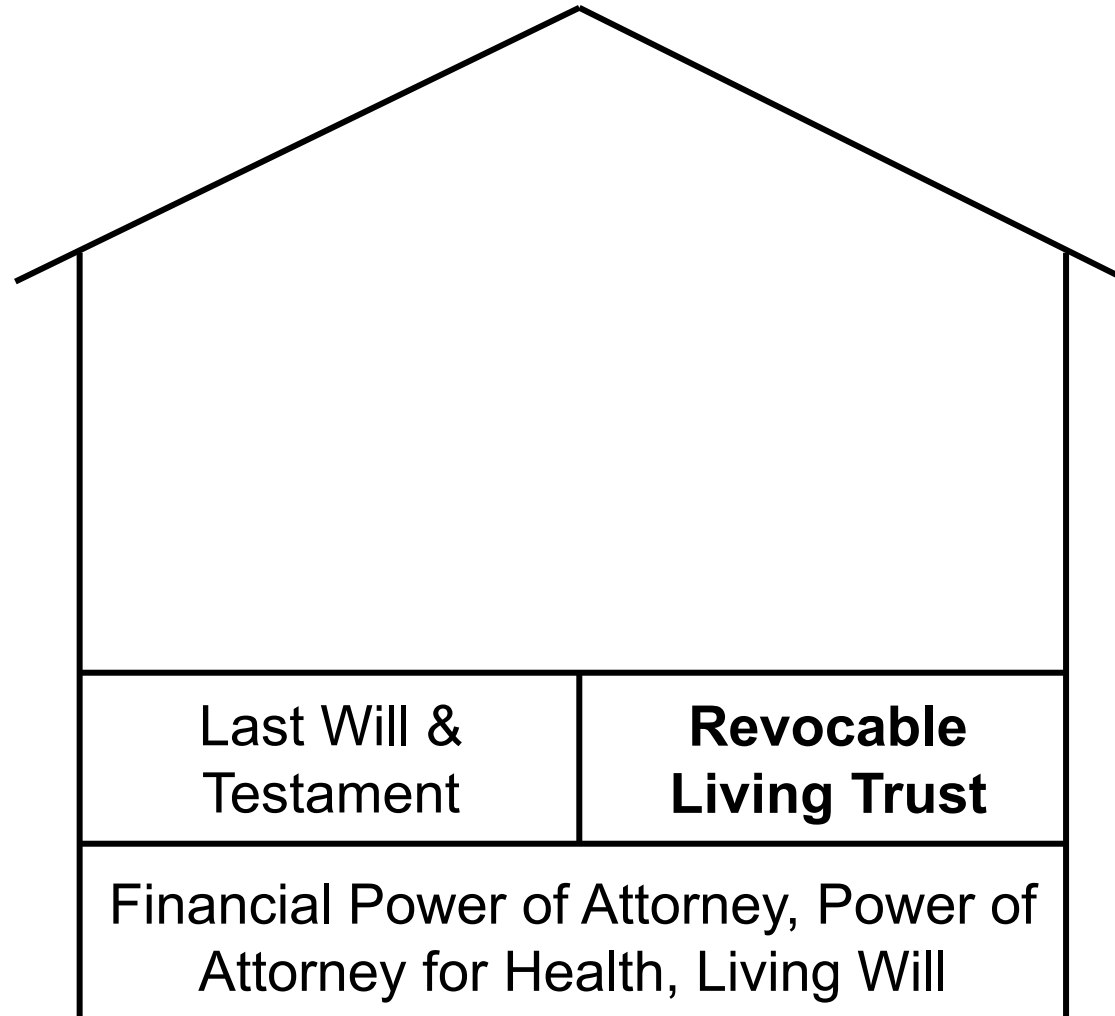 Last Will &
Testament
Revocable
Living Trust
Financial Power of Attorney, Power of
Attorney for Health, Living Will